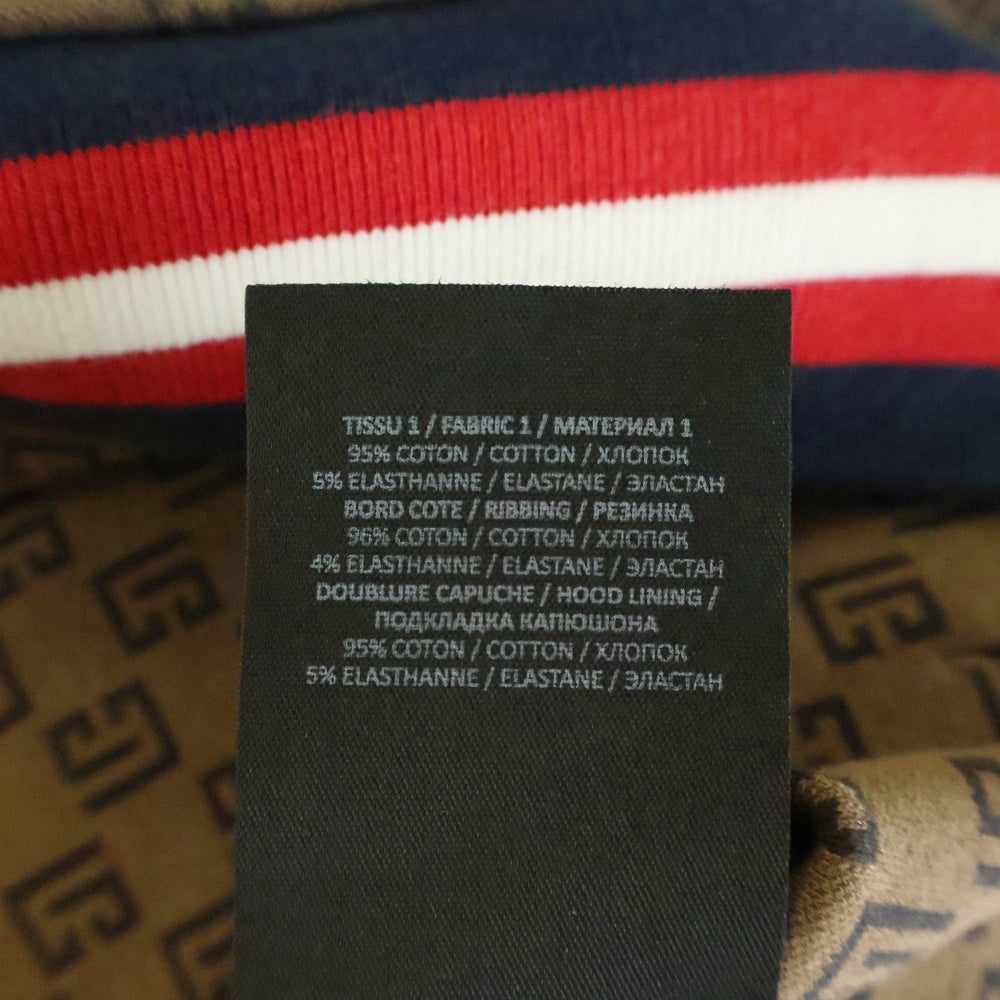 TISSU 1 / FABRIC 1 / МАТЕРИАЛ 1
95% COTON / COTTON / ХЛОПОК
5% ELASTHANNE / ELASTANE / ЭЛАСТАН
BORD COTE / RIBBING / РЕЗИНКА
96% COTON / COTTON / ХЛОПОК
4% ELASTHANNE / ELASTANE / ЭЛАСТАН
DOUBLURE CAPUCHE / HOOD LINING /
ПОДКЛАДКА КАПЮШОНА
95% COTON / COTTON / ХЛОПОК
5% ELASTHANNE / ELASTANE / ЭЛАСТАН